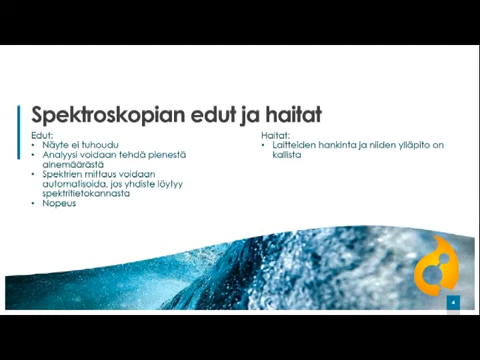 Spektroskopian edut ja haitat
Edut:
• Näyte ei tuhoudu
• Analyysi voidaan tehdä pienestä
ainemäärästä
• Spektrien mittaus voidaan
automatisoida, jos yhdiste löytyy
spektritietokannasta
• Nopeus
Haitat:
• Laitteiden hankinta ja niiden ylläpito on
kallista
4